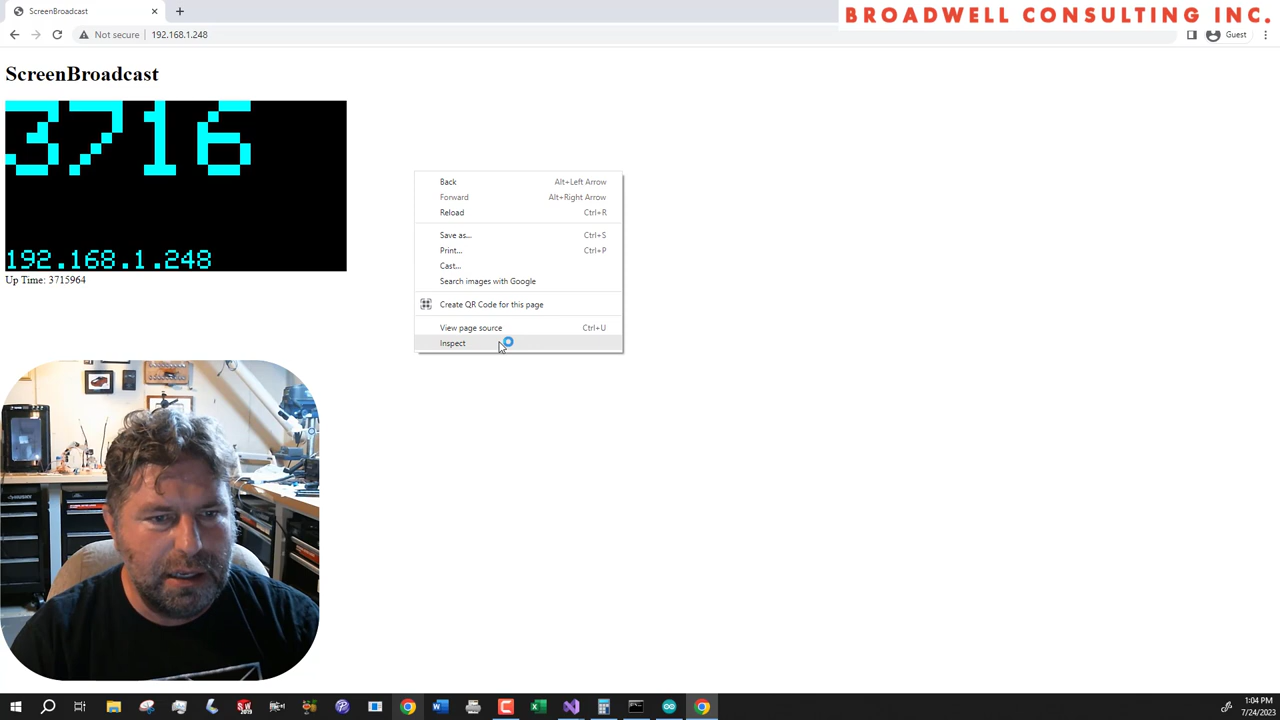 ScreenBroadcast
BROADWELL CONSULTING INC.
Not secure 192.168.1.248
Guest
ScreenBroadcast
3716
192.168.1.248
Up Time: 3715964
Back Alt+Left Arrow
Forward Alt+Right Arrow
Reload Ctrl+R
Save as... Ctrl+S
Print... Ctrl+P
Cast...
Search images with Google
Create QR Code for this page
View page source Ctrl+U
Inspect
1:04 PM
7/24/2023